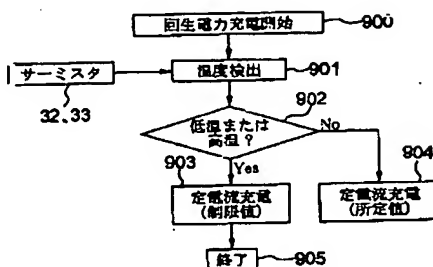 回生電力充電開始
900
サーミスタ
32、33
温度検出
901
902
低温または
高温?
No
Yes
903
定電流充電
(制限値)
904
定電流充電
(所定値)
終了
905